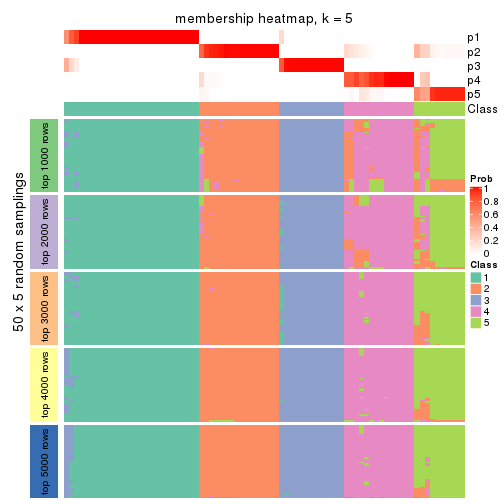 membership heatmap, k = 5
p1
p2
p3
p4
p5
Class
50 x 5 random samplings
top 1000 rows
top 2000 rows
top 3000 rows
top 4000 rows
top 5000 rows
Prob
1
0.8
0.6
0.4
0.2
0
Class
1
2
3
4
5